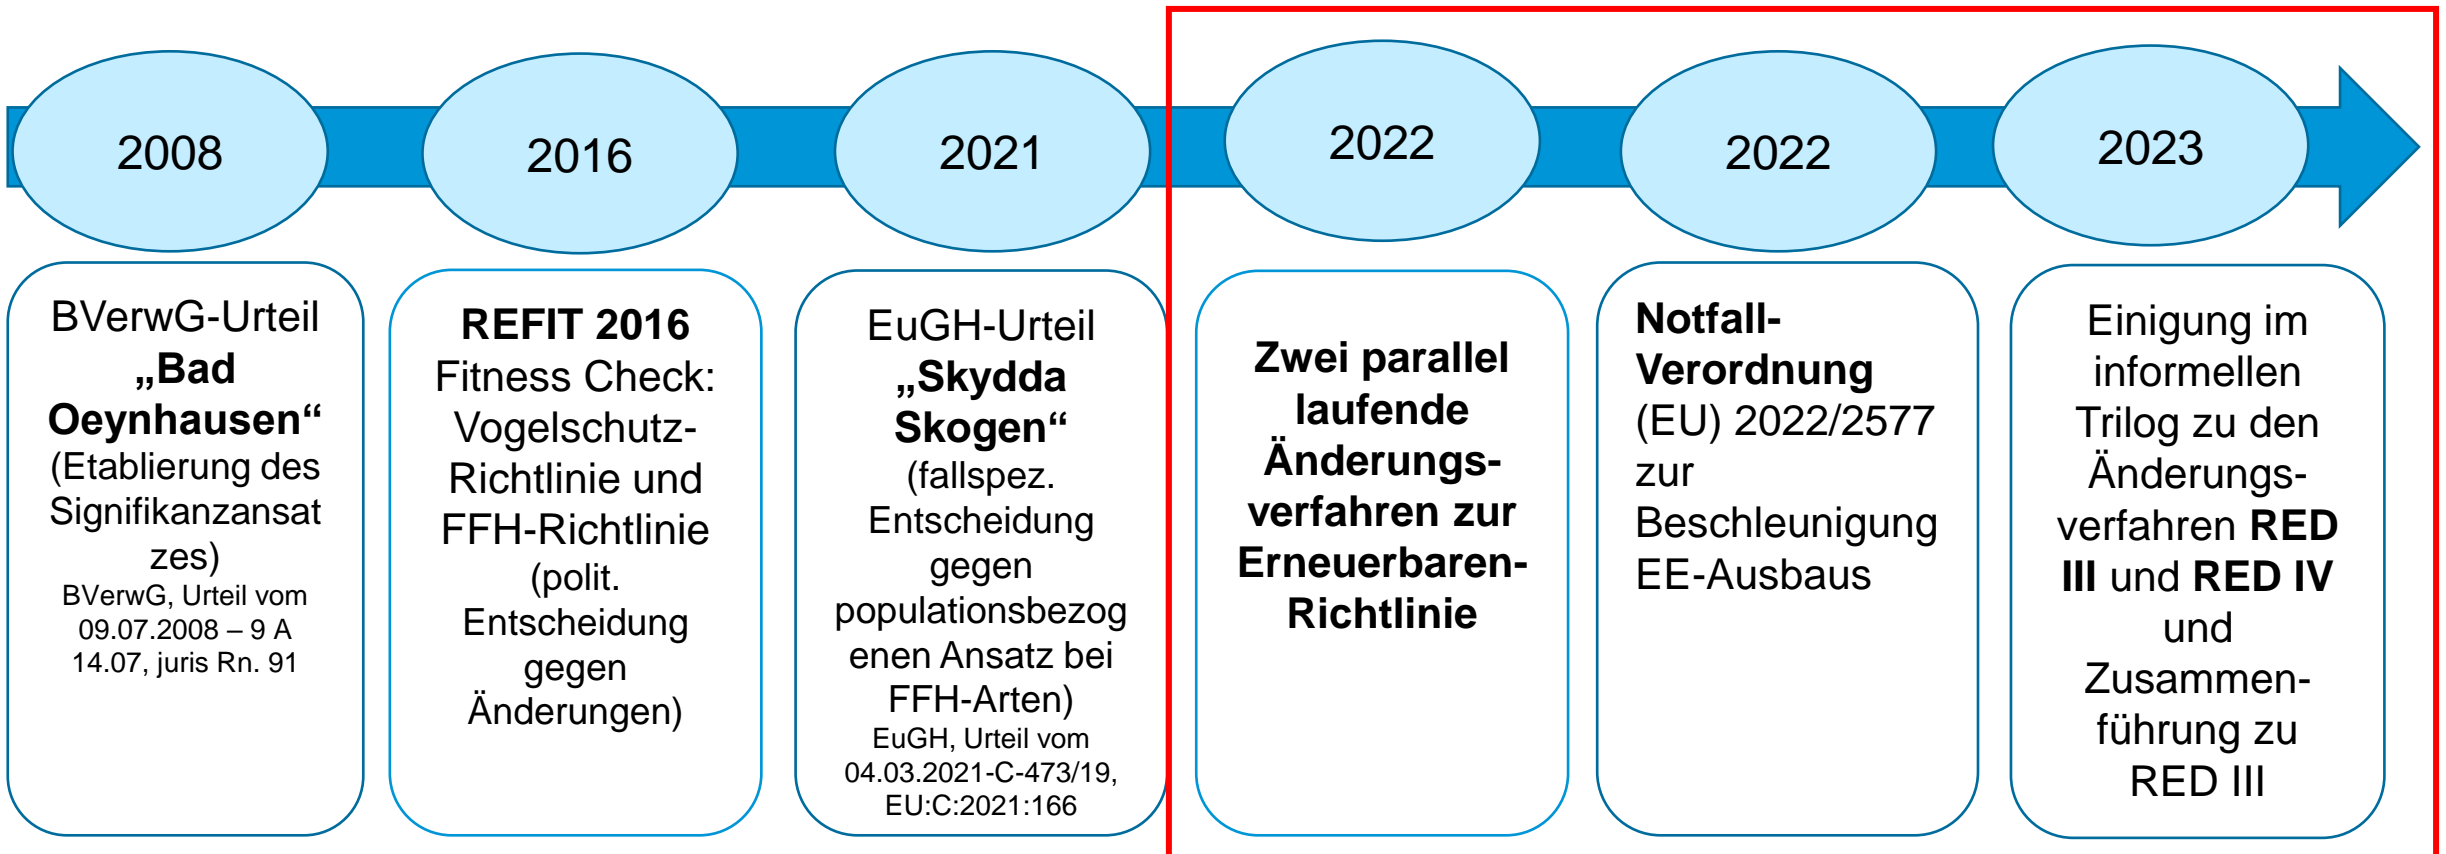 2008
2016
2021
2022
2022
2023
BVerwG-Urteil
„Bad
Oeynhausen“
(Etablierung des
Signifikanzansat
zes)
BVerwG, Urteil vom
09.07.2008 – 9 A
14.07, juris Rn. 91
REFIT 2016
Fitness Check:
Vogelschutz-
Richtlinie und
FFH-Richtlinie
(polit.
Entscheidung
gegen
Änderungen)
EuGH-Urteil
„Skydda
Skogen“
(fallspez.
Entscheidung
gegen
populationsbezog
enen Ansatz bei
FFH-Arten)
EuGH, Urteil vom
04.03.2021-C-473/19,
EU:C:2021:166
Zwei parallel
laufende
Änderungs-
verfahren zur
Erneuerbaren-
Richtlinie
Notfall-
Verordnung
(EU) 2022/2577
zur
Beschleunigung
EE-Ausbaus
Einigung im
informellen
Trilog zu den
Änderungs-
verfahren RED
III und RED IV
und
Zusammen-
führung zu
RED III